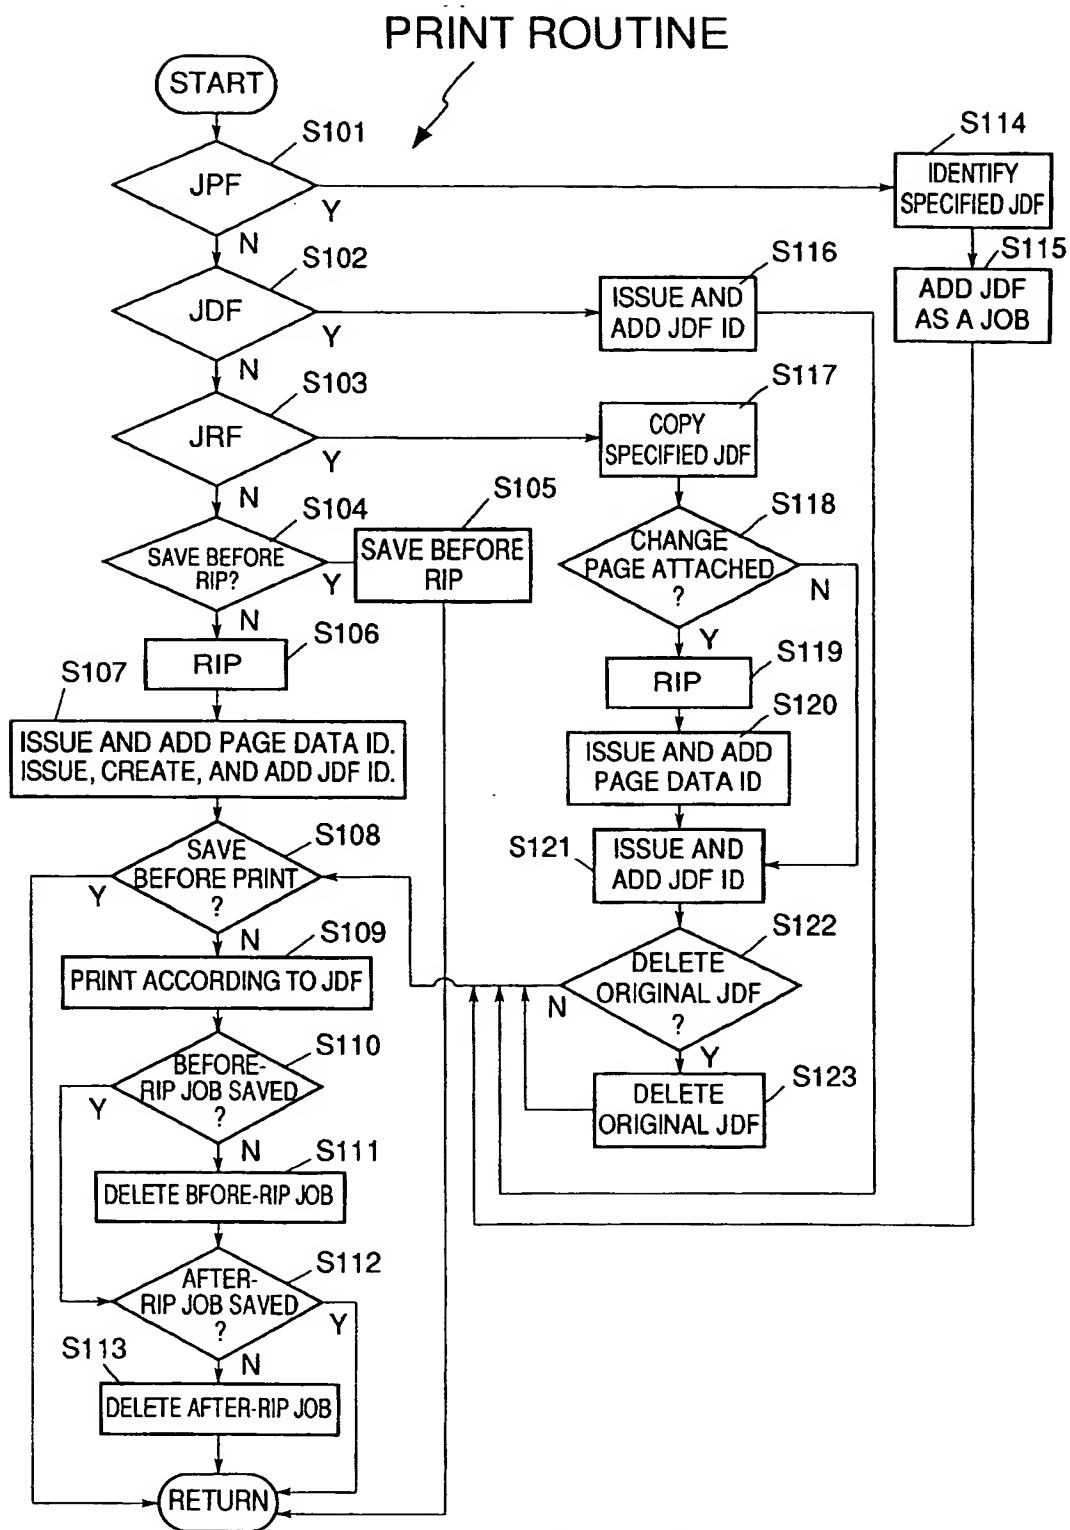 PRINT ROUTINE
START
S101
JPF
Y
N
S114
IDENTIFY
SPECIFIED JDF
S115
ADD JDF
AS A JOB
S102
JDF
Y
N
S116
ISSUE AND
ADD JDF ID
S103
JRF
Y
N
S117
COPY
SPECIFIED JDF
S104
SAVE BEFORE
RIP?
Y
N
S105
SAVE BEFORE
RIP
S118
CHANGE
PAGE ATTACHED
?
N
Y
S106
RIP
S119
RIP
S107
ISSUE AND ADD PAGE DATA ID.
ISSUE, CREATE, AND ADD JDF ID.
S120
ISSUE AND ADD
PAGE DATA ID
S108
SAVE
BEFORE PRINT
?
Y
N
S121
ISSUE AND
ADD JDF ID
S109
PRINT ACCORDING TO JDF
S122
DELETE
ORIGINAL JDF
?
N
Y
S110
BEFORE-
RIP JOB SAVED
?
Y
N
S123
DELETE
ORIGINAL JDF
S111
DELETE BFORE-RIP JOB
S112
AFTER-
RIP JOB SAVED
?
Y
N
S113
DELETE AFTER-RIP JOB
RETURN